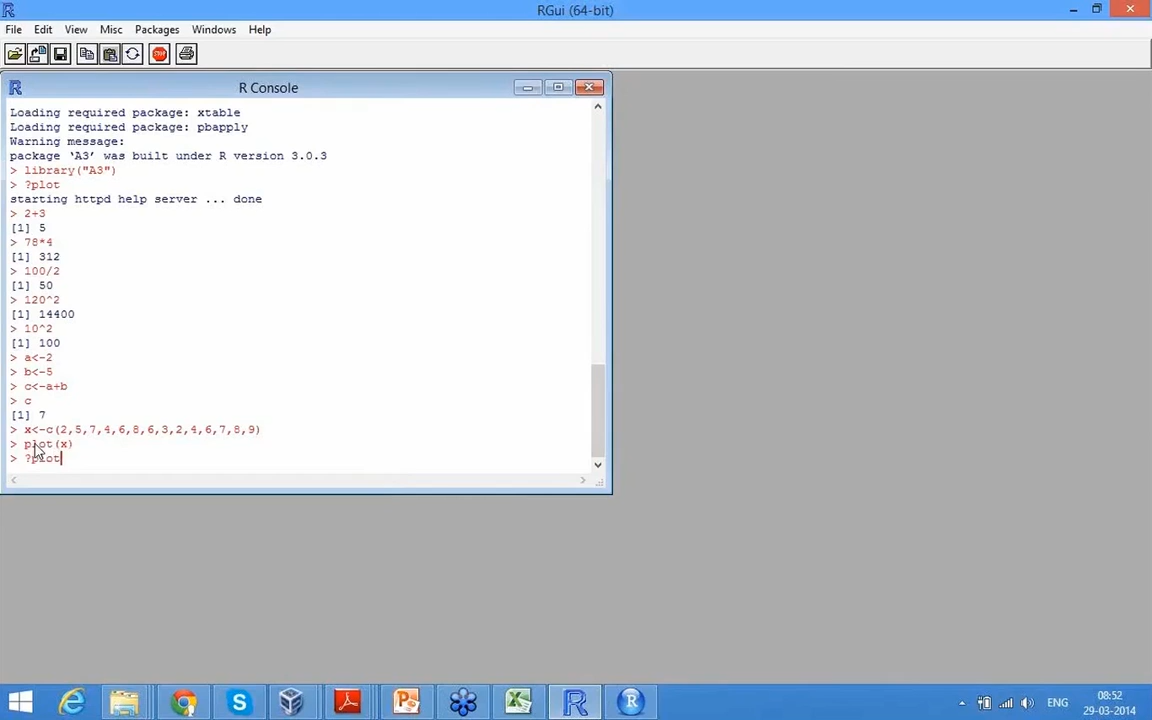 RGui (64-bit)
File Edit View Misc Packages Windows Help
STOP
R Console
Loading required package: xtable
Loading required package: pbapply
Warning message:
package ‘A3’ was built under R version 3.0.3
> library("A3")
> ?plot
starting httpd help server ... done
> 2+3
[1] 5
> 78*4
[1] 312
> 100/2
[1] 50
> 120^2
[1] 14400
> 10^2
[1] 100
> a<-2
> b<-5
> c<-a+b
> c
[1] 7
> x<-c(2,5,7,4,6,8,6,3,2,4,6,7,8,9)
> plot(x)
> ?plot
ENG
08:52
29-03-2014